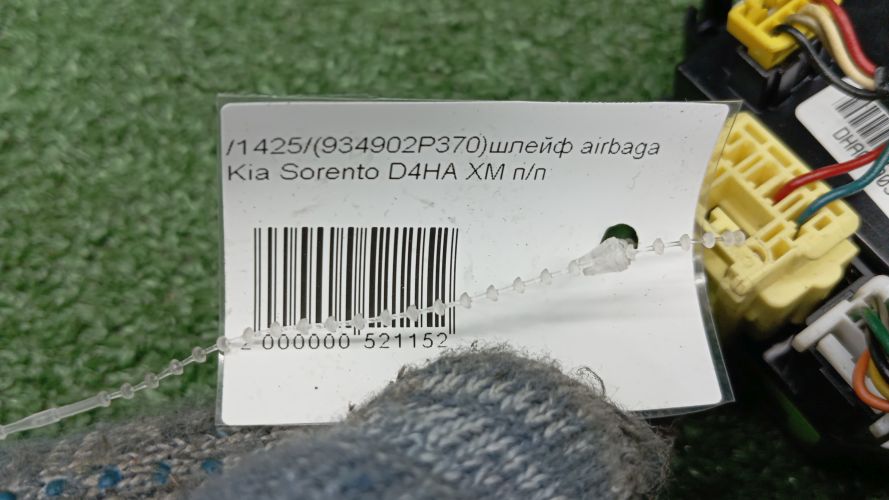 /1425/(934902P370)шлейф airbaga
Kia Sorento D4HA XM п/п
2 000000 521152